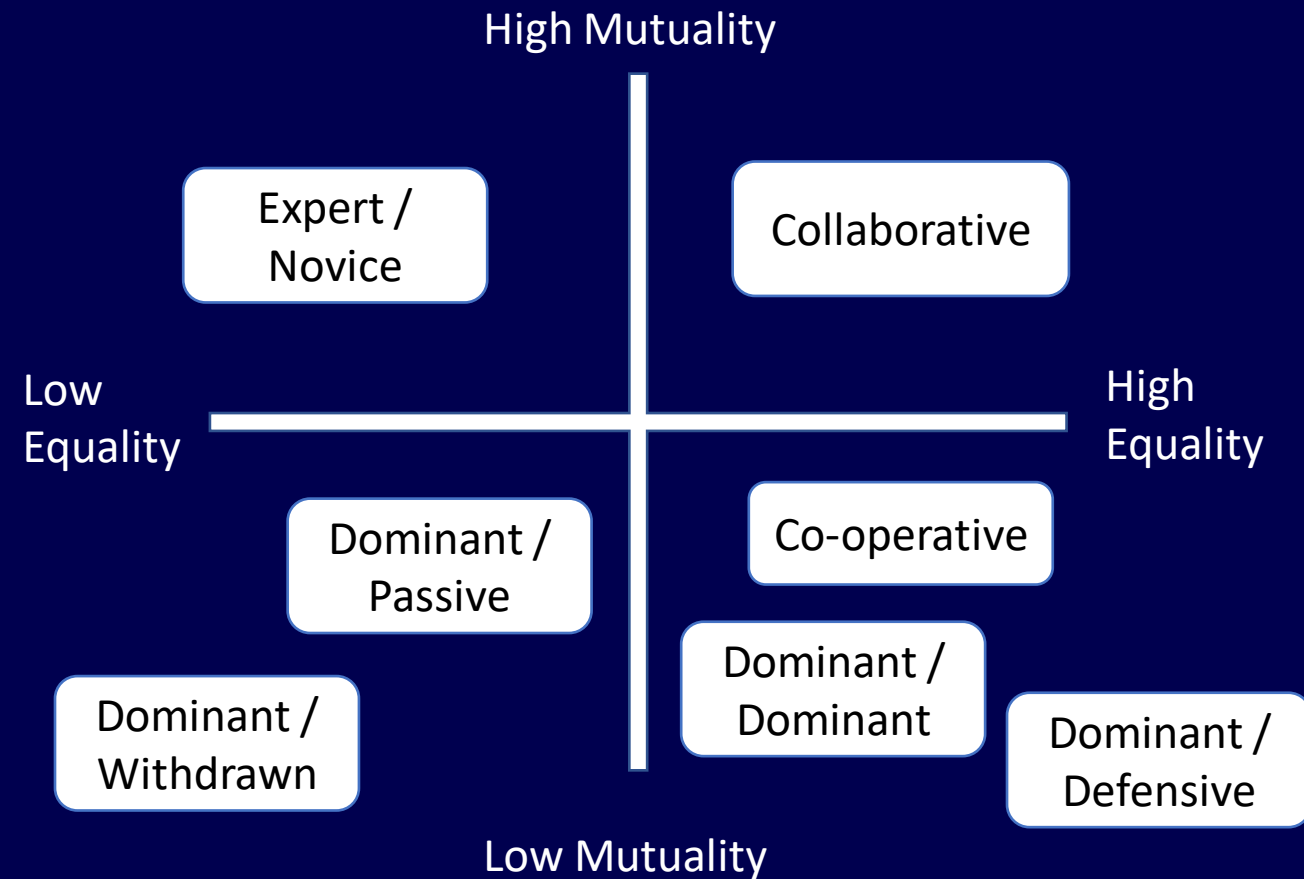 High Mutuality
Expert /
Novice
Collaborative
Low
Equality
High
Equality
Dominant /
Passive
Co-operative
Dominant /
Dominant
Dominant /
Withdrawn
Dominant /
Defensive
Low Mutuality